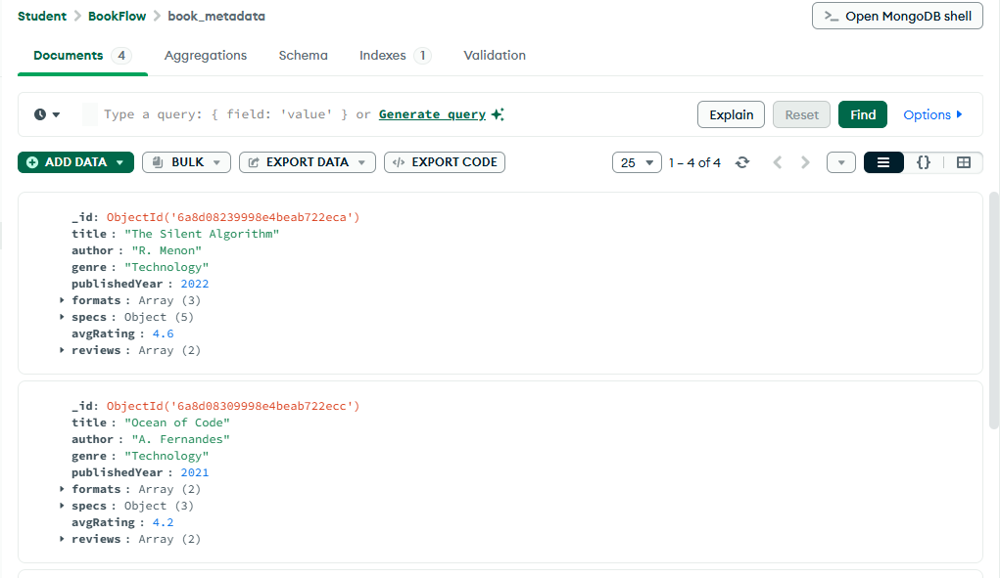 Student > BookFlow > book_metadata
>_ Open MongoDB shell
Documents 4 Aggregations Schema Indexes 1 Validation
Type a query: { field: 'value' } or Generate query
Explain Reset Find Options
ADD DATA BULK EXPORT DATA </> EXPORT CODE
25 1 – 4 of 4 {}
_id: ObjectId('6a8d08239998e4beab722eca')
title : "The Silent Algorithm"
author : "R. Menon"
genre : "Technology"
publishedYear : 2022
formats : Array (3)
specs : Object (5)
avgRating : 4.6
reviews : Array (2)
_id: ObjectId('6a8d08309998e4beab722ecc')
title : "Ocean of Code"
author : "A. Fernandes"
genre : "Technology"
publishedYear : 2021
formats : Array (2)
specs : Object (3)
avgRating : 4.2
reviews : Array (2)